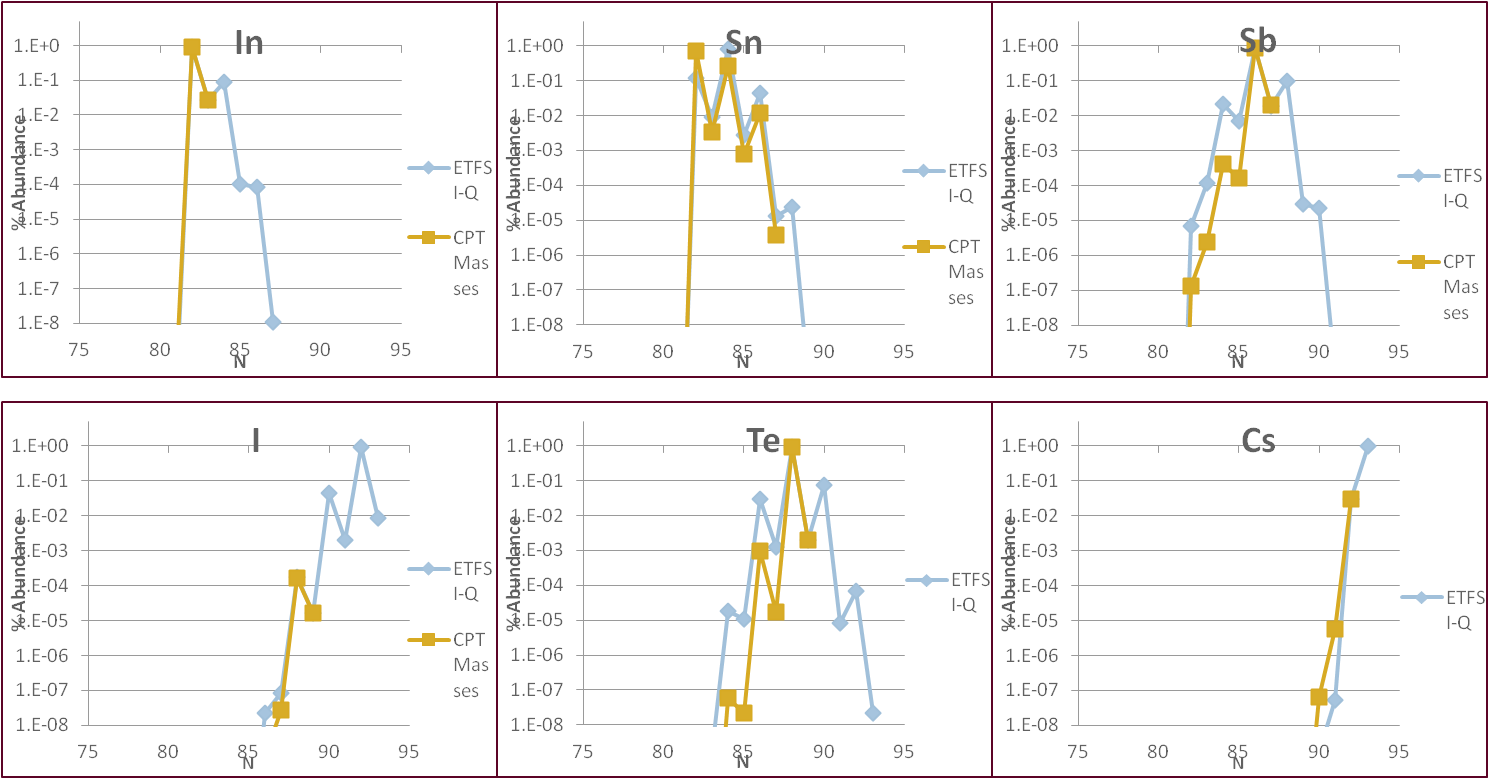 In
% Abundance
1.E+0
1.E-1
1.E-2
1.E-3
1.E-4
1.E-5
1.E-6
1.E-7
1.E-8
75 80 85 90 95
N
ETFS
I-Q
CPT
Mas
ses
Sn
% Abundance
1.E+00
1.E-01
1.E-02
1.E-03
1.E-04
1.E-05
1.E-06
1.E-07
1.E-08
75 80 85 90 95
N
ETFS
I-Q
CPT
Mas
ses
Sb
% Abundance
1.E+00
1.E-01
1.E-02
1.E-03
1.E-04
1.E-05
1.E-06
1.E-07
1.E-08
75 80 85 90 95
N
ETFS
I-Q
CPT
Mas
ses
I
% Abundance
1.E+00
1.E-01
1.E-02
1.E-03
1.E-04
1.E-05
1.E-06
1.E-07
1.E-08
75 80 85 90 95
N
ETFS
I-Q
CPT
Mas
ses
Te
% Abundance
1.E+00
1.E-01
1.E-02
1.E-03
1.E-04
1.E-05
1.E-06
1.E-07
1.E-08
75 80 85 90 95
N
ETFS
I-Q
Cs
% Abundance
1.E+00
1.E-01
1.E-02
1.E-03
1.E-04
1.E-05
1.E-06
1.E-07
1.E-08
75 80 85 90 95
N
ETFS
I-Q